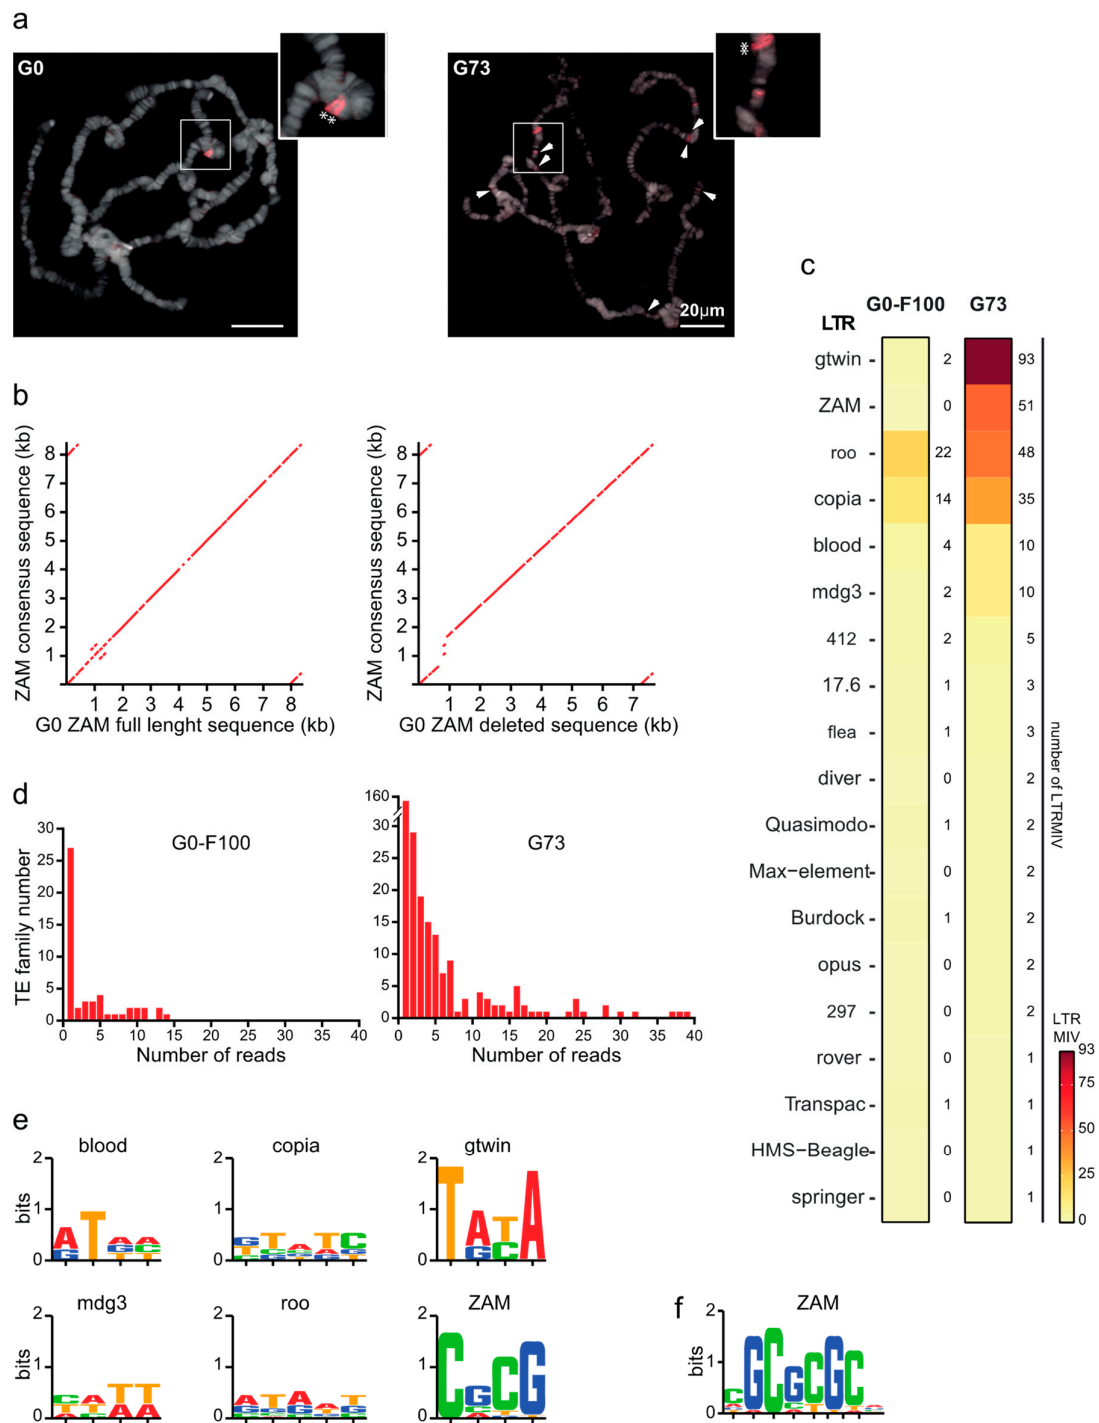 a
G0
**
G73
**
20μm
b
ZAM consensus sequence (kb)
8
7
6
5
4
3
2
1
1 2 3 4 5 6 7 8
G0 ZAM full lenght sequence (kb)
ZAM consensus sequence (kb)
8
7
6
5
4
3
2
1
1 2 3 4 5 6 7
G0 ZAM deleted sequence (kb)
c
G0-F100 G73
LTR
gtwin - 2 93
ZAM - 0 51
roo - 22 48
copia - 14 35
blood - 4 10
mdg3 - 2 10
412 - 2 5
17.6 - 1 3
flea - 1 3
diver - 0 2
Quasimodo - 1 2
Max-element - 0 2
Burdock - 1 2
opus - 0 2
297 - 0 2
rover - 0 1
Transpac - 1 1
HMS-Beagle - 0 1
springer - 0 1
number of LTRMIV
LTR
MIV
93
75
50
25
0
d
G0-F100
TE family number
30
25
20
15
10
5
0
0 5 10 15 20 25 30 35 40
Number of reads
G73
160
30
25
20
15
10
5
0
0 5 10 15 20 25 30 35 40
Number of reads
e
blood
bits
2
1
0
copia
2
1
0
gtwin
2
1
0
mdg3
bits
2
1
0
roo
2
1
0
ZAM
2
1
0
f
ZAM
bits
2
1
0